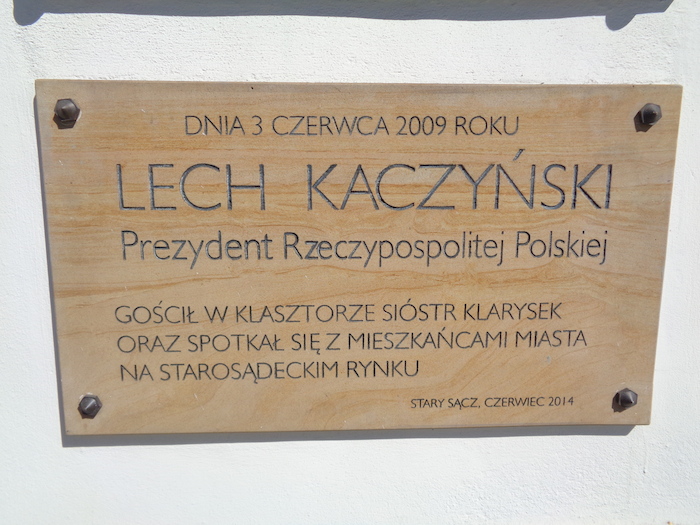 DNIA 3 CZERWCA 2009 ROKU
LECH KACZYŃSKI
Prezydent Rzeczypospolitej Polskiej
GOŚCIŁ W KLASZTORZE SIÓSTR KLARYSEK
ORAZ SPOTKAŁ SIĘ Z MIESZKAŃCAMI MIASTA
NA STAROSĄDECKIM RYNKU
STARY SĄCZ, CZERWIEC 2014